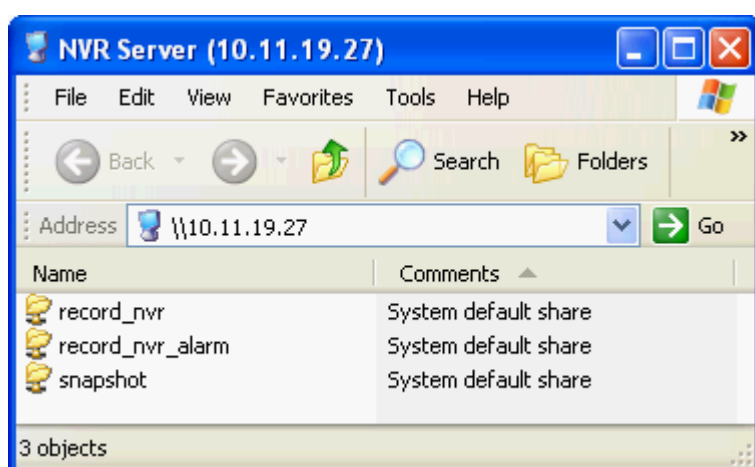 NVR Server (10.11.19.27)
File Edit View Favorites Tools Help
Back Search Folders »
Address \\10.11.19.27 Go
Name Comments
record_nvr System default share
record_nvr_alarm System default share
snapshot System default share
3 objects